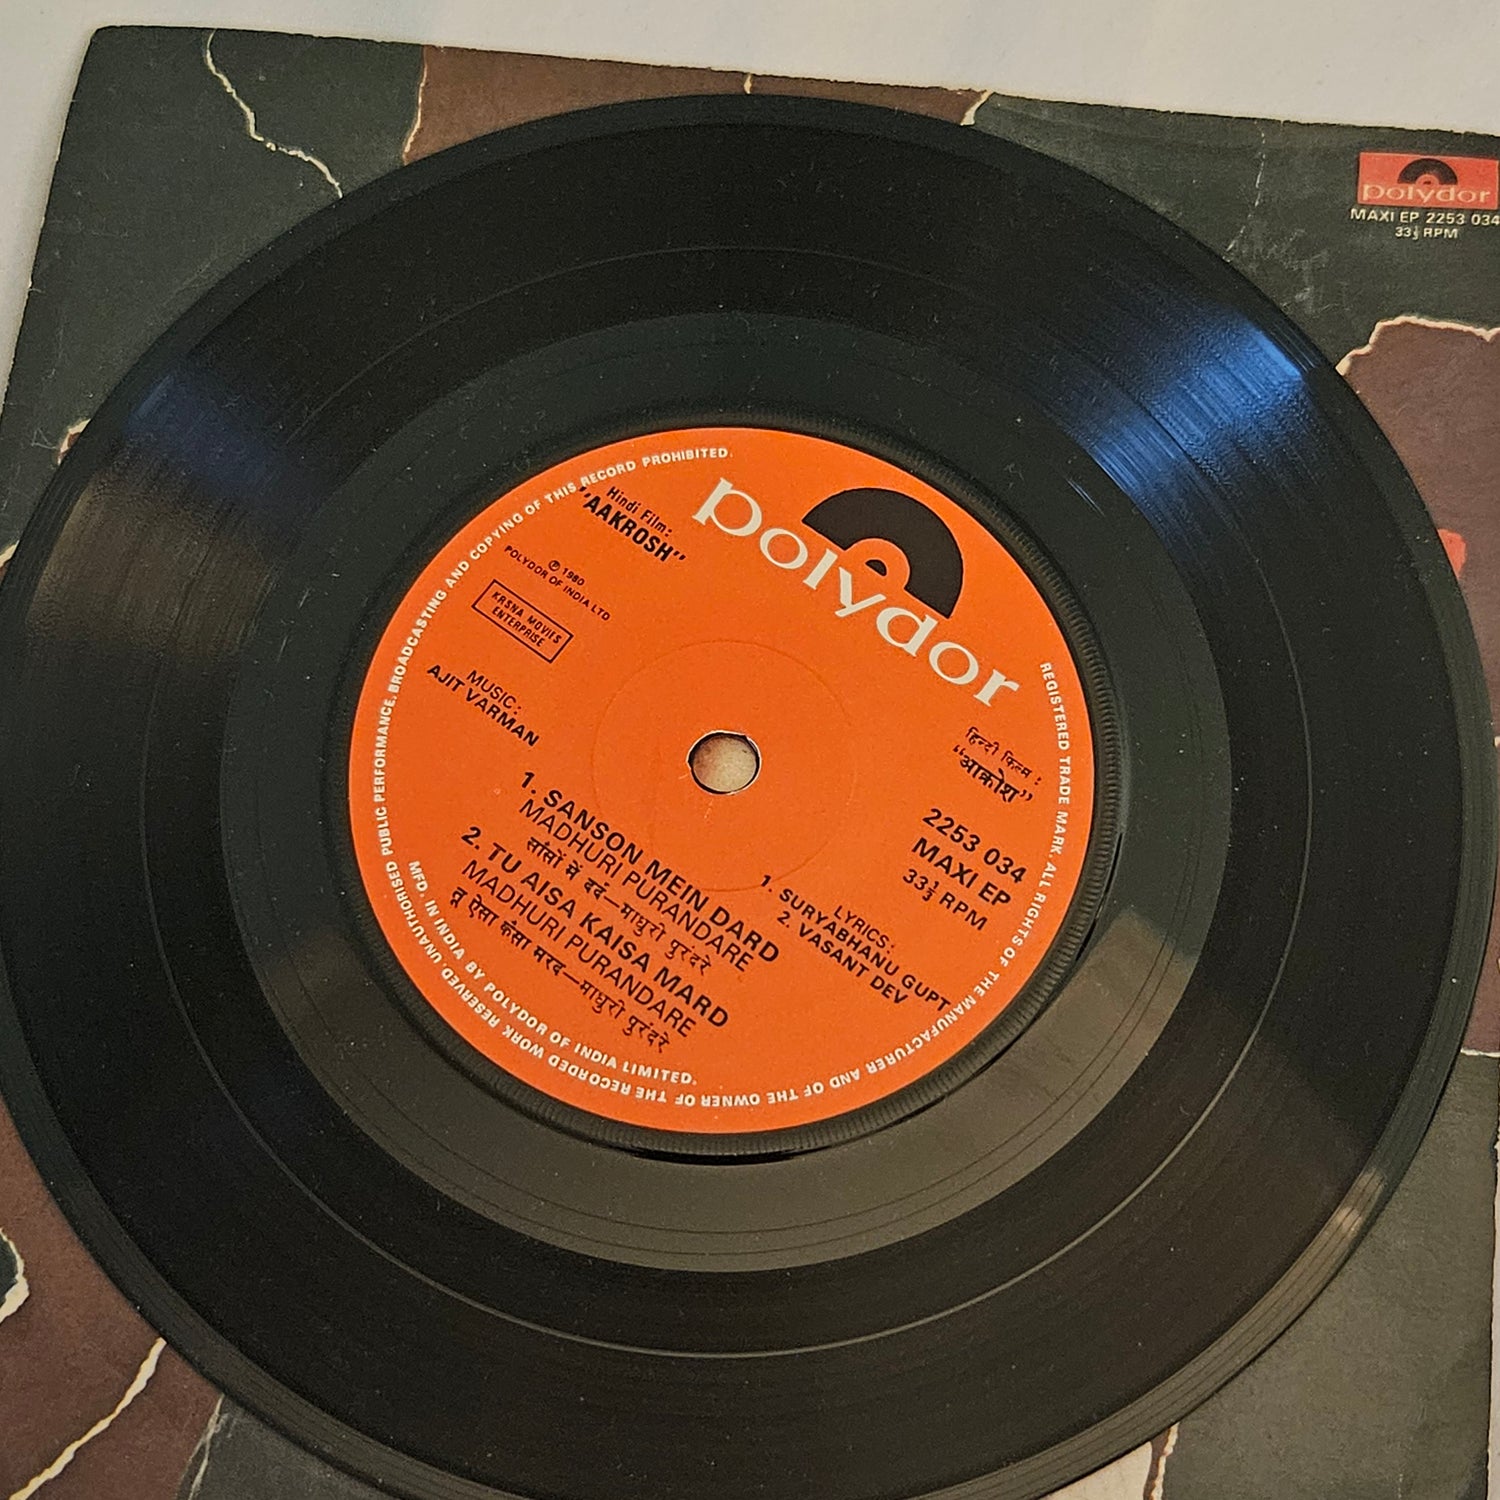 polydor
MAXI EP 2253 034
33⅓ RPM
polydor
Hindi Film:
"AAKROSH"
℗ 1980
POLYDOR OF INDIA LTD
KRSNA MOVIES
ENTERPRISE
MUSIC:
AJIT VARMAN
हिन्दी फिल्म :
“आक्रोश”
2253 034
MAXI EP
33⅓ RPM
1. SANSON MEIN DARD
MADHURI PURANDARE
सांसों में दर्द—माधुरी पुरंदरे
2. TU AISA KAISA MARD
MADHURI PURANDARE
तू ऐसा कैसा मरद—माधुरी पुरंदरे
LYRICS:
1. SURYABHANU GUPT
2. VASANT DEV
REGISTERED TRADE MARK. ALL RIGHTS OF THE MANUFACTURER AND OF THE OWNER OF THE RECORDED WORK RESERVED. UNAUTHORISED PUBLIC PERFORMANCE, BROADCASTING AND COPYING OF THIS RECORD PROHIBITED.
MFD. IN INDIA BY POLYDOR OF INDIA LIMITED.